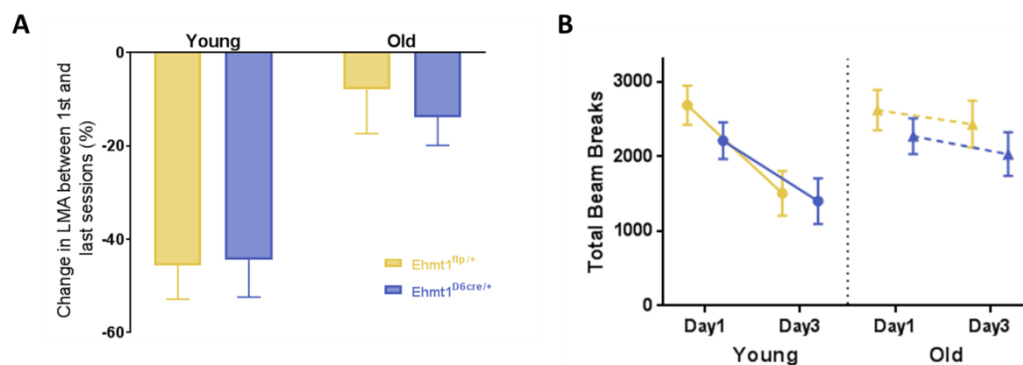 A
Young Old
Change in LMA between 1st and
last sessions (%)
0
-20
-40
-60
Ehmt1flp/+
Ehmt1D6cre/+
B
Total Beam Breaks
3000
2000
1000
0
Day1 Day3 Day1 Day3
Young Old